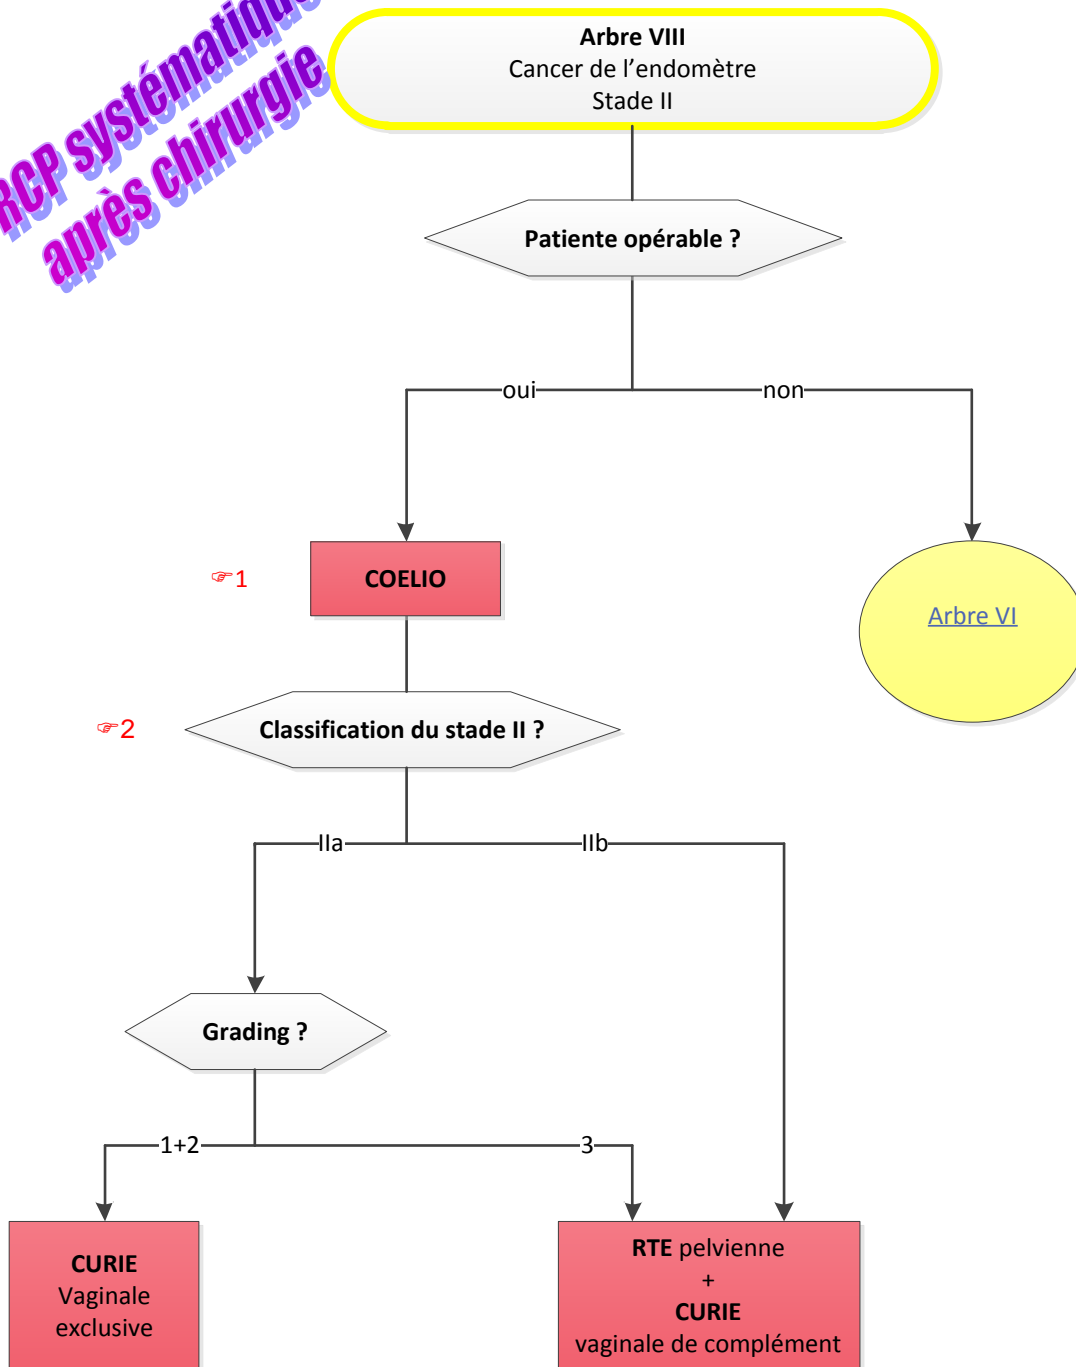 RCP systématique
après chirurgie
Arbre VIII
Cancer de l'endomètre
Stade II
Patiente opérable ?
oui
non
☞1
COELIO
Arbre VI
☞2
Classification du stade II ?
IIa
IIb
Grading ?
1+2
3
CURIE
Vaginale
exclusive
RTE pelvienne
+
CURIE
vaginale de complément